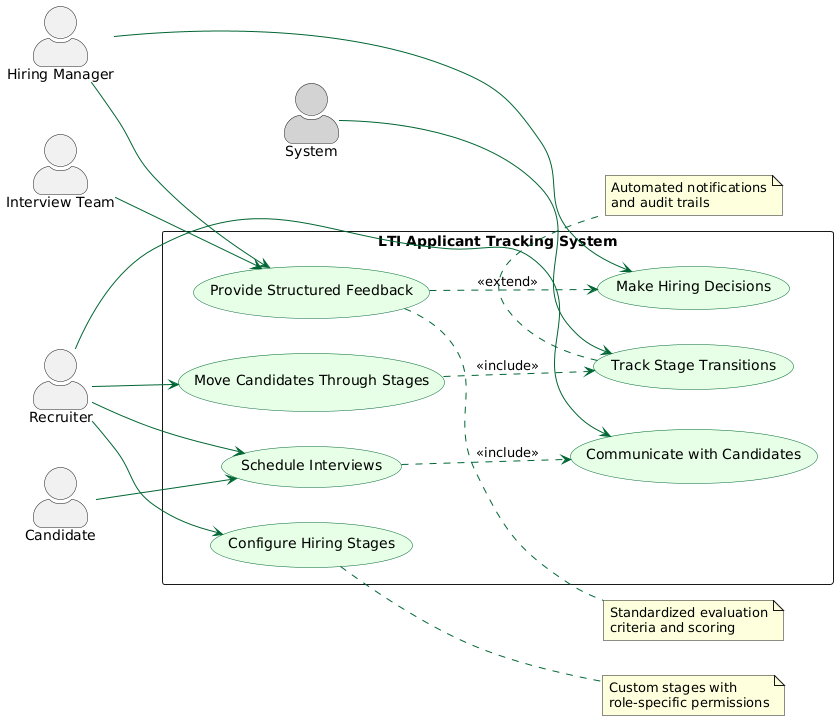 Hiring Manager
System
Interview Team
Automated notifications
and audit trails
LTI Applicant Tracking System
Provide Structured Feedback
«extend»
Make Hiring Decisions
Move Candidates Through Stages
«include»
Track Stage Transitions
Recruiter
Schedule Interviews
«include»
Communicate with Candidates
Candidate
Configure Hiring Stages
Standardized evaluation
criteria and scoring
Custom stages with
role-specific permissions